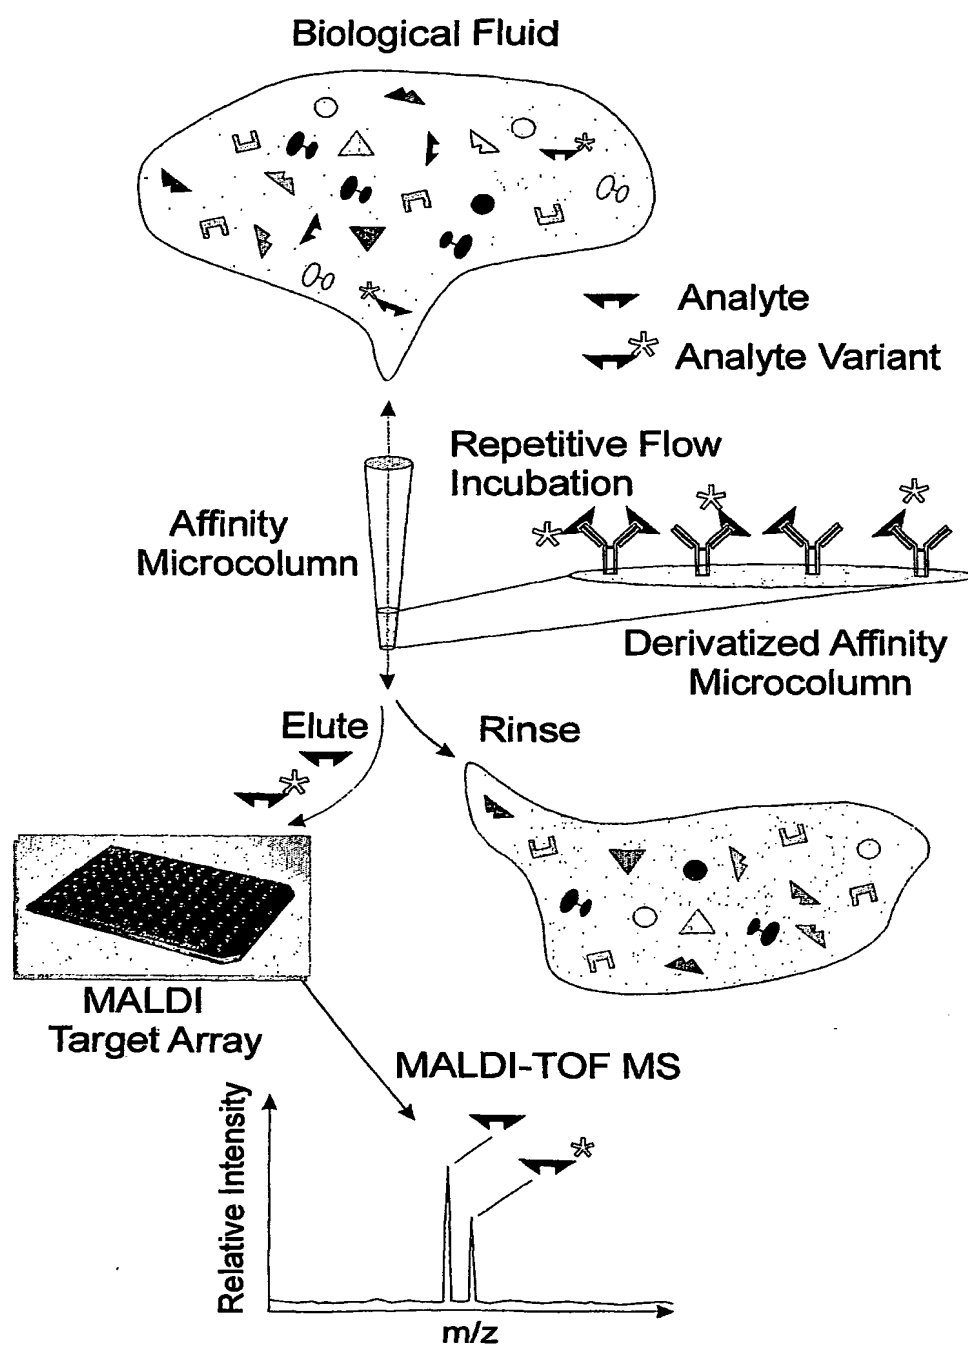 Biological Fluid
Analyte
Analyte Variant
Repetitive Flow
Incubation
Affinity
Microcolumn
Derivatized Affinity
Microcolumn
Elute
Rinse
MALDI
Target Array
MALDI-TOF MS
Relative Intensity
m/z